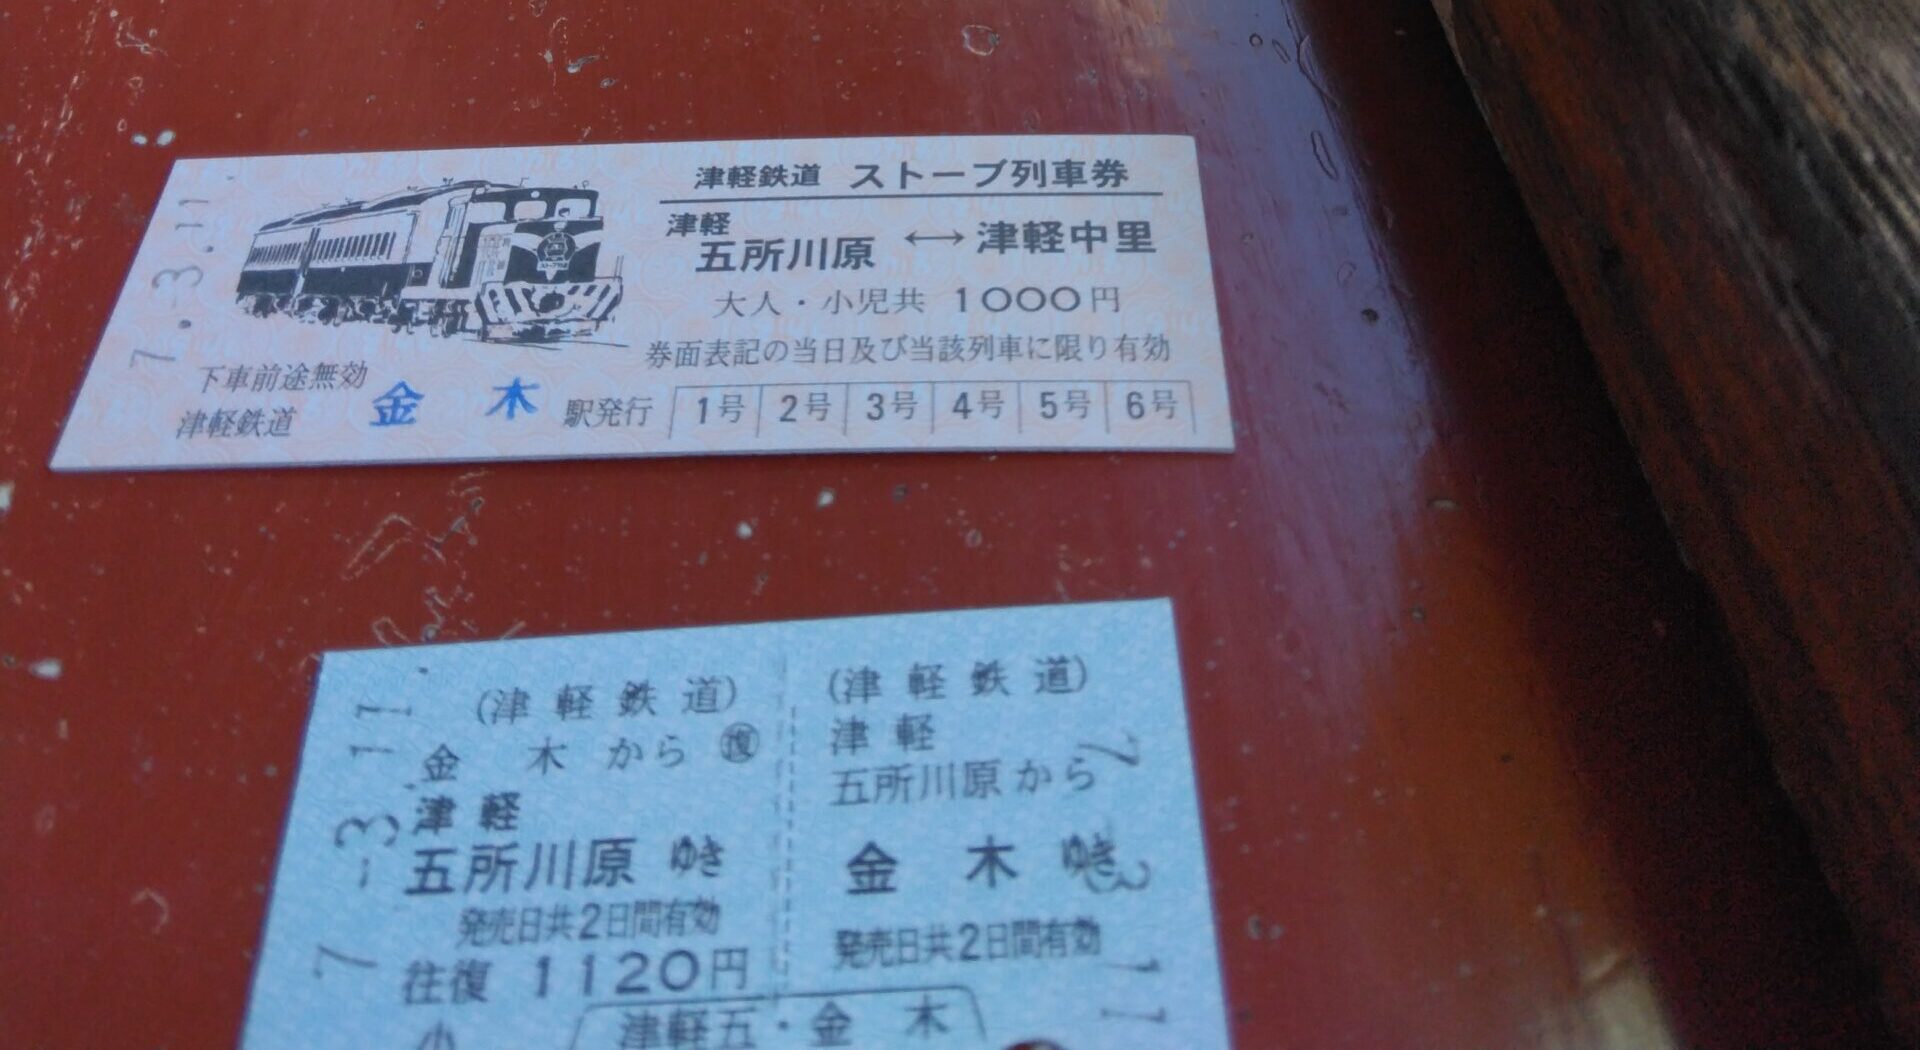 7.-3.11
津軽鉄道 ストーブ列車券
津軽
五所川原 ↔ 津軽中里
大人・小児共 1000円
券面表記の当日及び当該列車に限り有効
下車前途無効
津軽鉄道 金木 駅発行
1号 2号 3号 4号 5号 6号
7.-3.11
(津軽鉄道)
金木から ㊷
津軽
五所川原ゆき
発売日共2日間有効
往復 1120円
小
(津軽鉄道)
津軽
五所川原から
金木ゆき
発売日共2日間有効
津軽五・金木